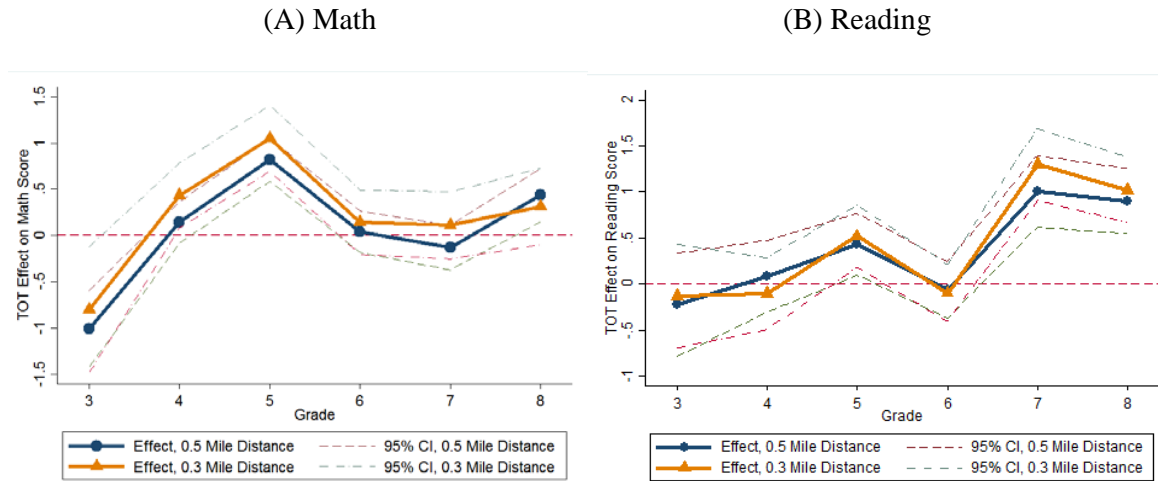 (A) Math
(B) Reading
TOT Effect on Math Score
1.5
1
.5
0
-.5
-1
-1.5
3 4 5 6 7 8
Grade
Effect, 0.5 Mile Distance 95% CI, 0.5 Mile Distance
Effect, 0.3 Mile Distance 95% CI, 0.3 Mile Distance
TOT Effect on Reading Score
2
1.5
1
.5
0
-.5
-1
3 4 5 6 7 8
Grade
Effect, 0.5 Mile Distance 95% CI, 0.5 Mile Distance
Effect, 0.3 Mile Distance 95% CI, 0.3 Mile Distance